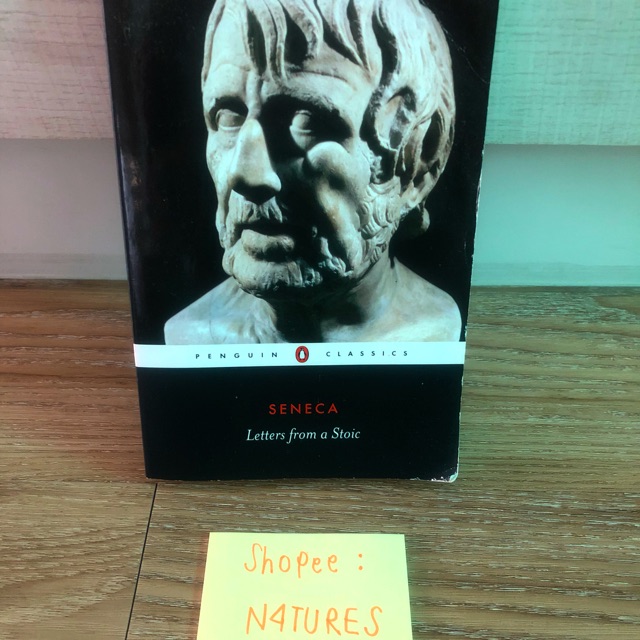 PENGUIN CLASSICS
SENECA
Letters from a Stoic
Shopee :
N4TURES